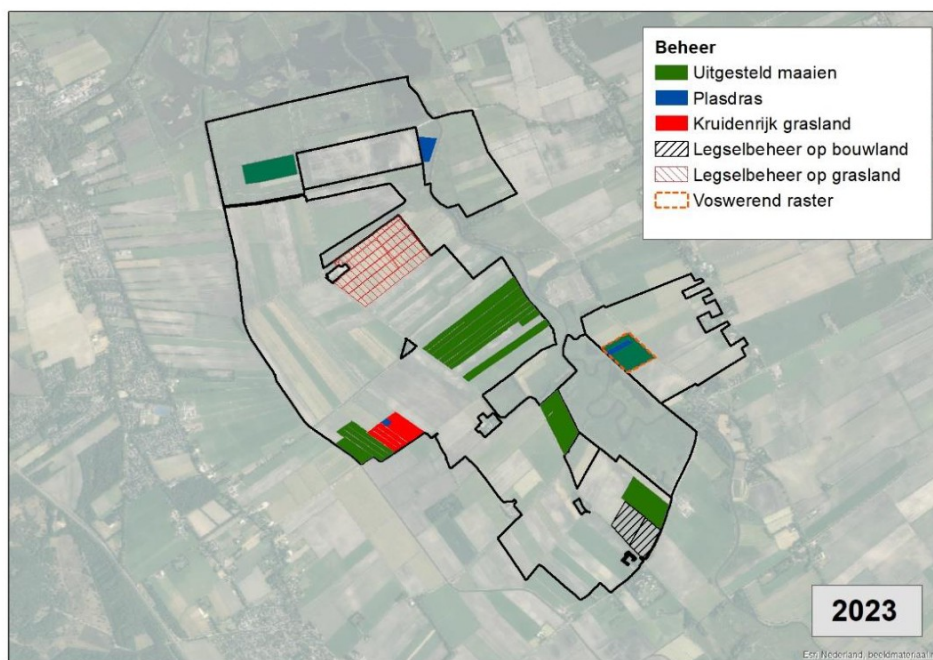 Beheer
Uitgesteld maaien
Plasdras
Kruidenrijk grasland
Legselbeheer op bouwland
Legselbeheer op grasland
Voswerend raster
2023
Esri Nederland, beeldmateriaal.n